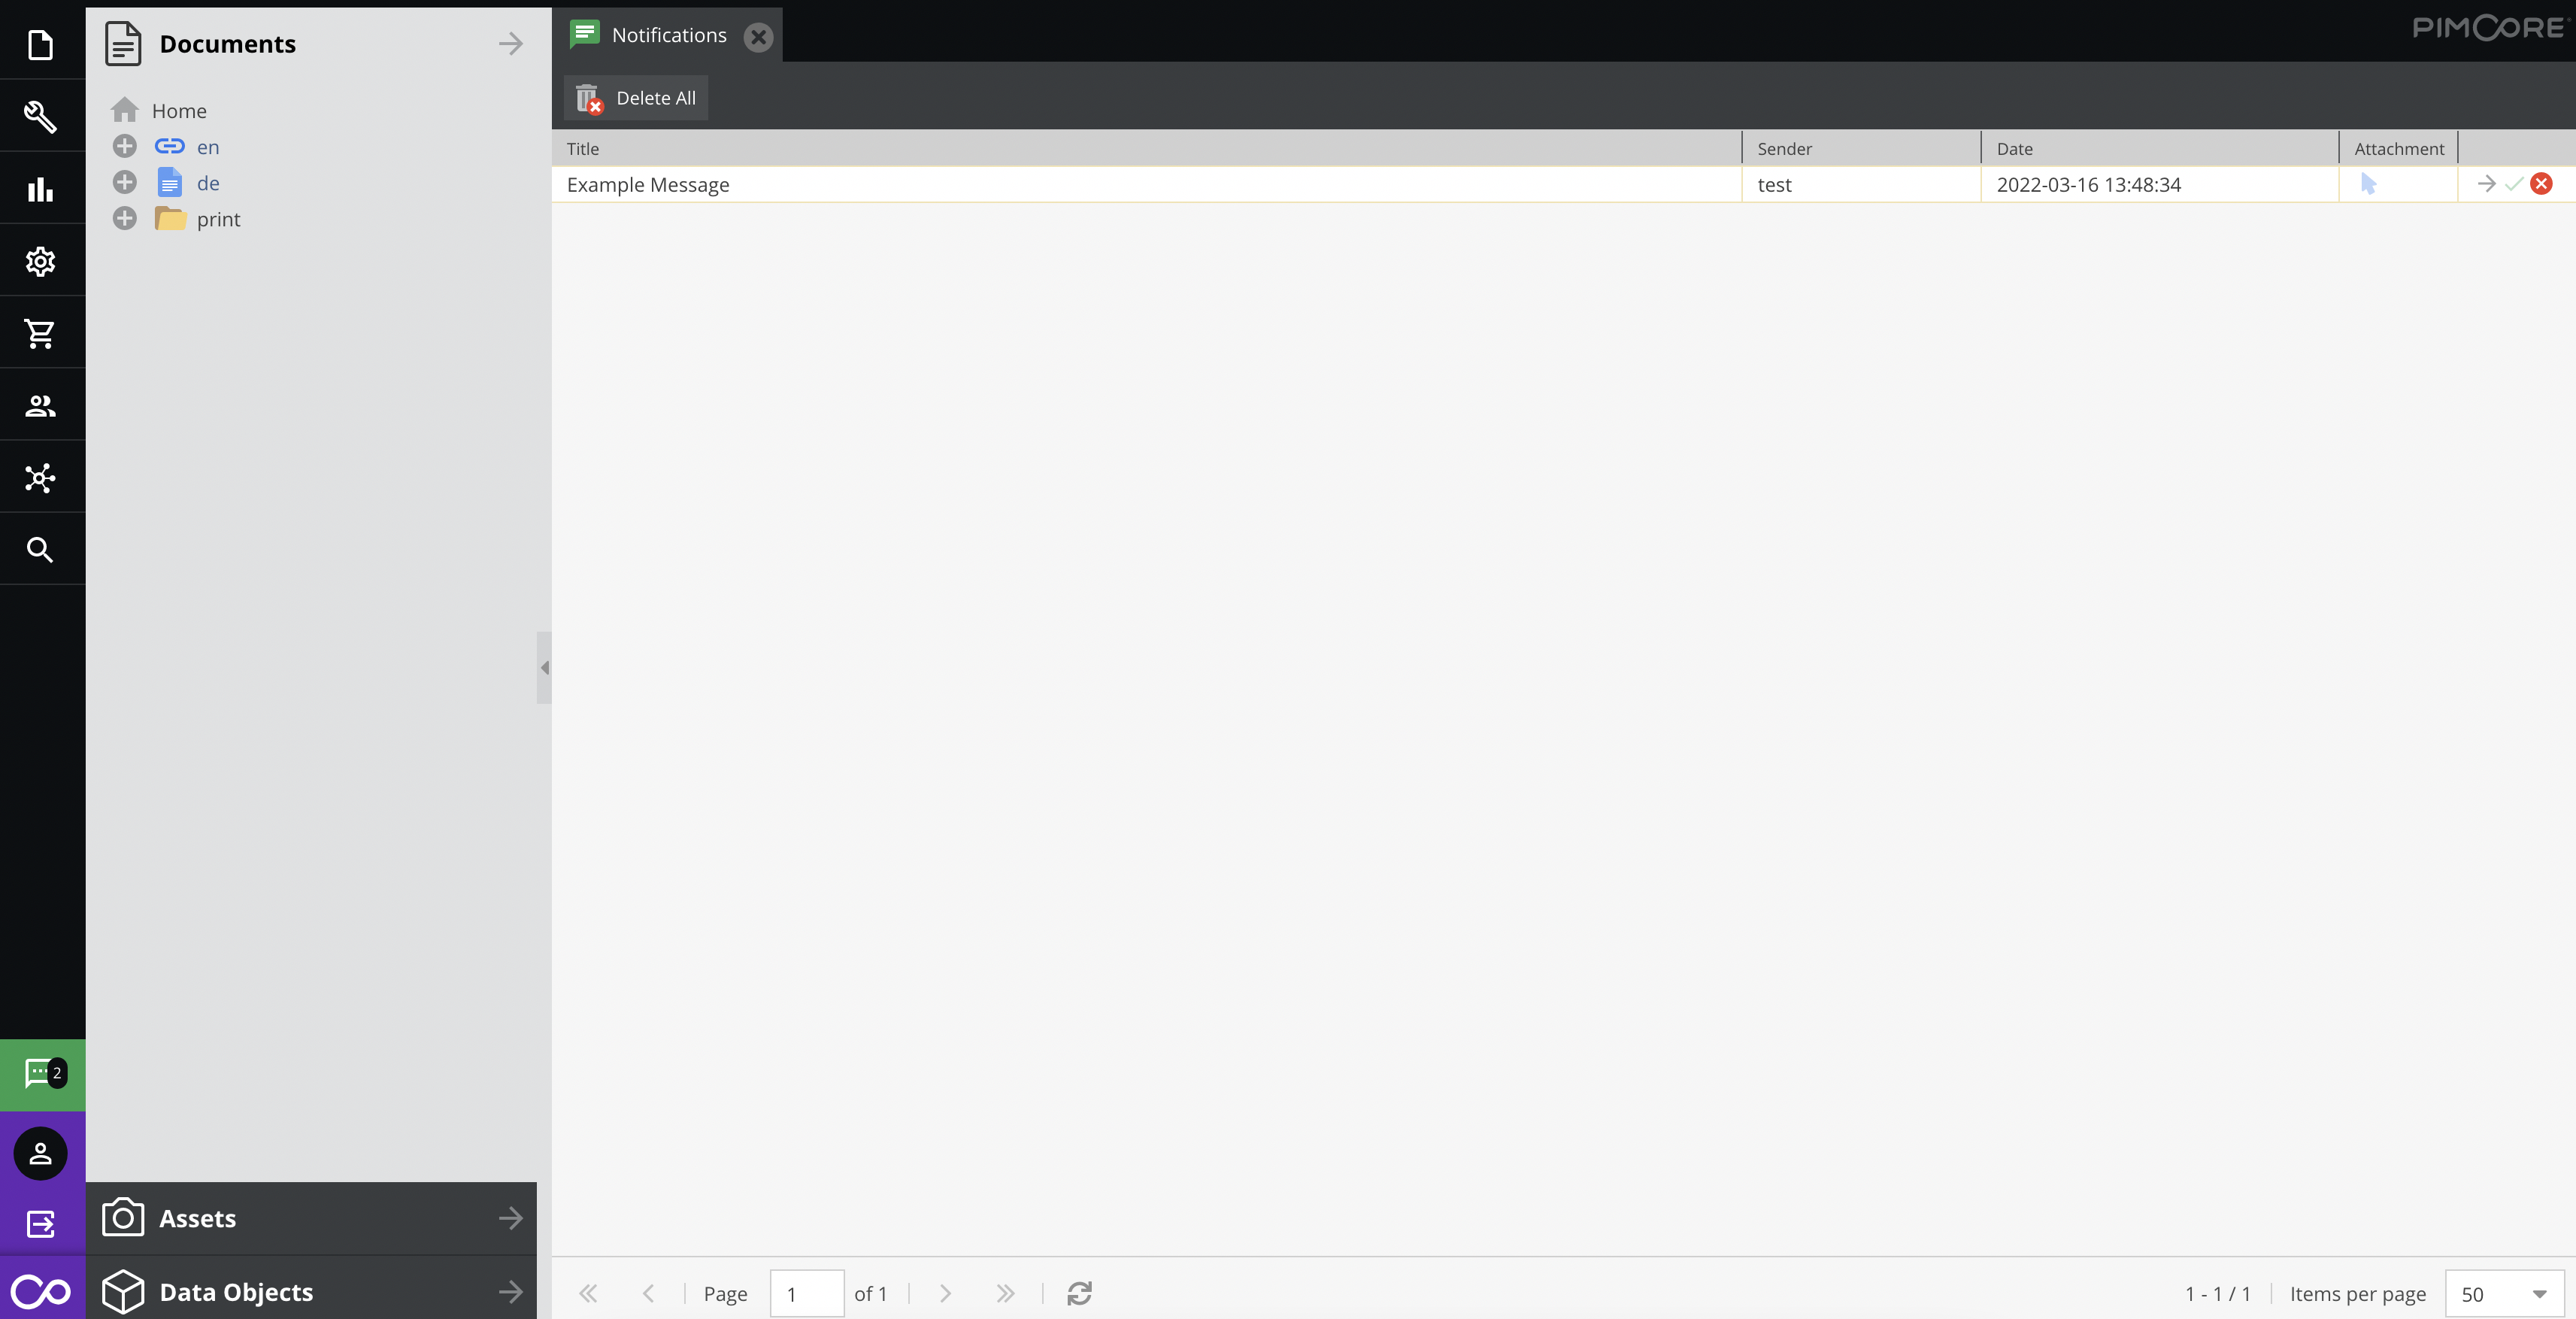 Documents
Home
en
de
print
2
Assets
Data Objects
Notifications
PIMCORE
Delete All
Title Sender Date Attachment
Example Message test 2022-03-16 13:48:34
Page 1 of 1 1 - 1 / 1 Items per page 50